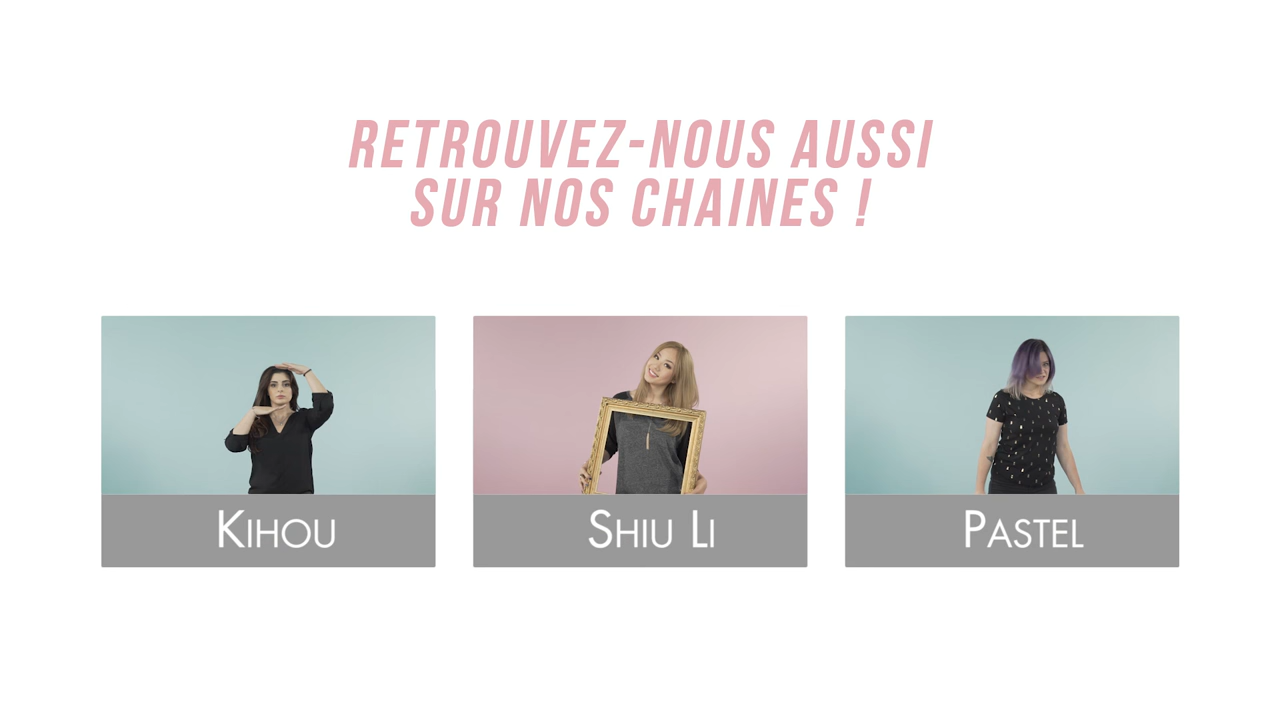 RETROUVEZ-NOUS AUSSI
SUR NOS CHAINES !
KIHOU
SHIU LI
PASTEL